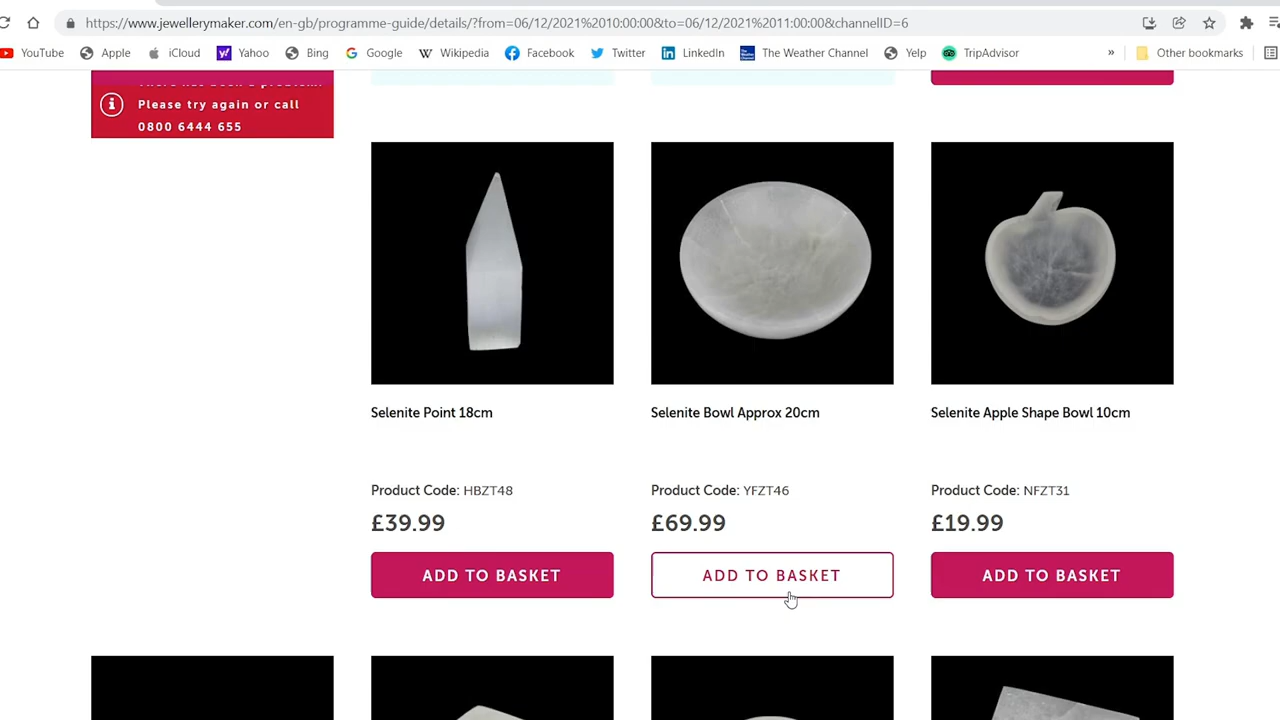 https://www.jewellerymaker.com/en-gb/programme-guide/details/?from=06/12/2021%2010:00:00&to=06/12/2021%2011:00:00&channelID=6
YouTube Apple iCloud Yahoo Bing Google Wikipedia Facebook Twitter LinkedIn The Weather Channel Yelp TripAdvisor » Other bookmarks
Please try again or call
0800 6444 655
Selenite Point 18cm
Product Code: HBZT48
£39.99
ADD TO BASKET
Selenite Bowl Approx 20cm
Product Code: YFZT46
£69.99
ADD TO BASKET
Selenite Apple Shape Bowl 10cm
Product Code: NFZT31
£19.99
ADD TO BASKET